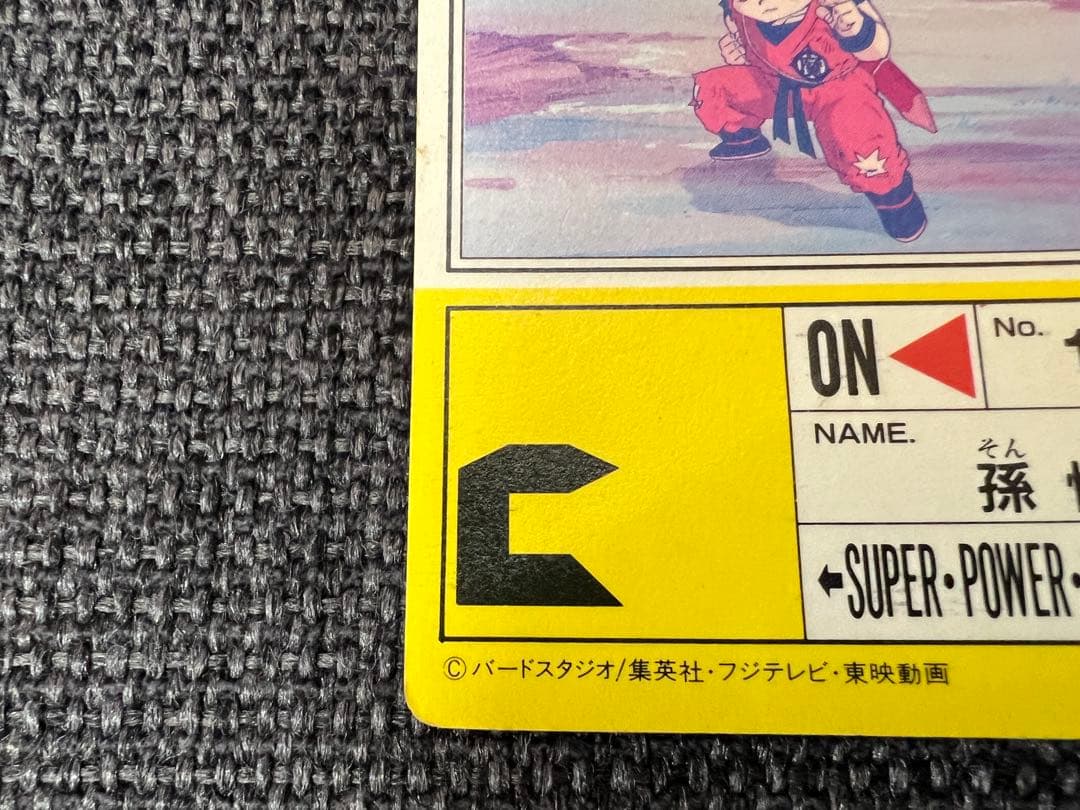 ON
No.
NAME.
そん
孫
←SUPER・POWER・
©バードスタジオ/集英社・フジテレビ・東映動画